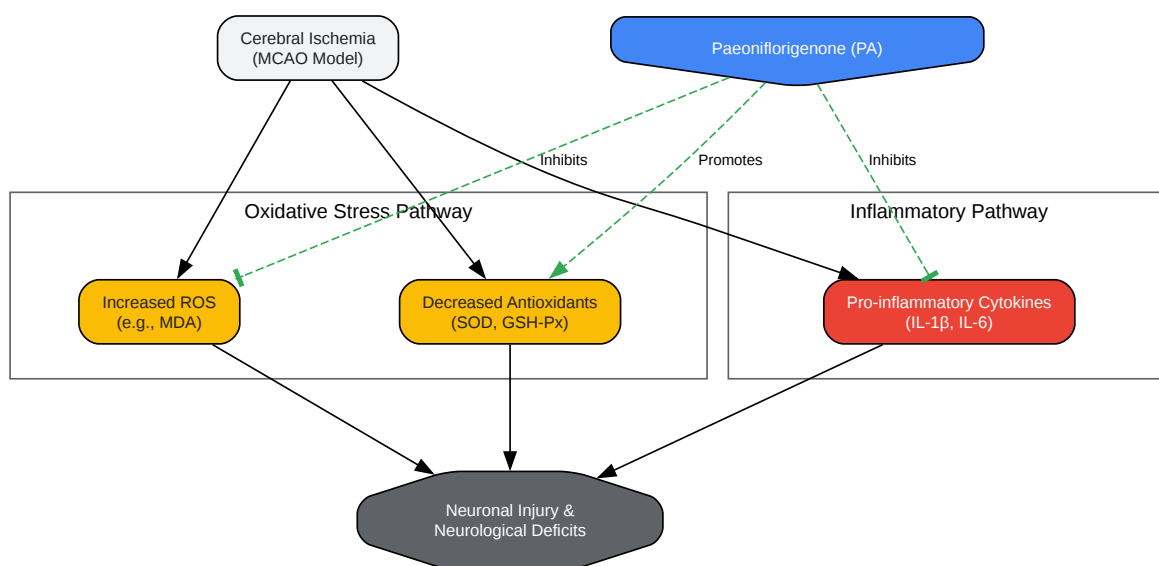 Cerebral Ischemia
(MCAO Model)
Paeoniflorigenone (PA)
Inhibits
Promotes
Inhibits
Oxidative Stress Pathway
Inflammatory Pathway
Increased ROS
(e.g., MDA)
Decreased Antioxidants
(SOD, GSH-Px)
Pro-inflammatory Cytokines
(IL-1β, IL-6)
Neuronal Injury &
Neurological Deficits